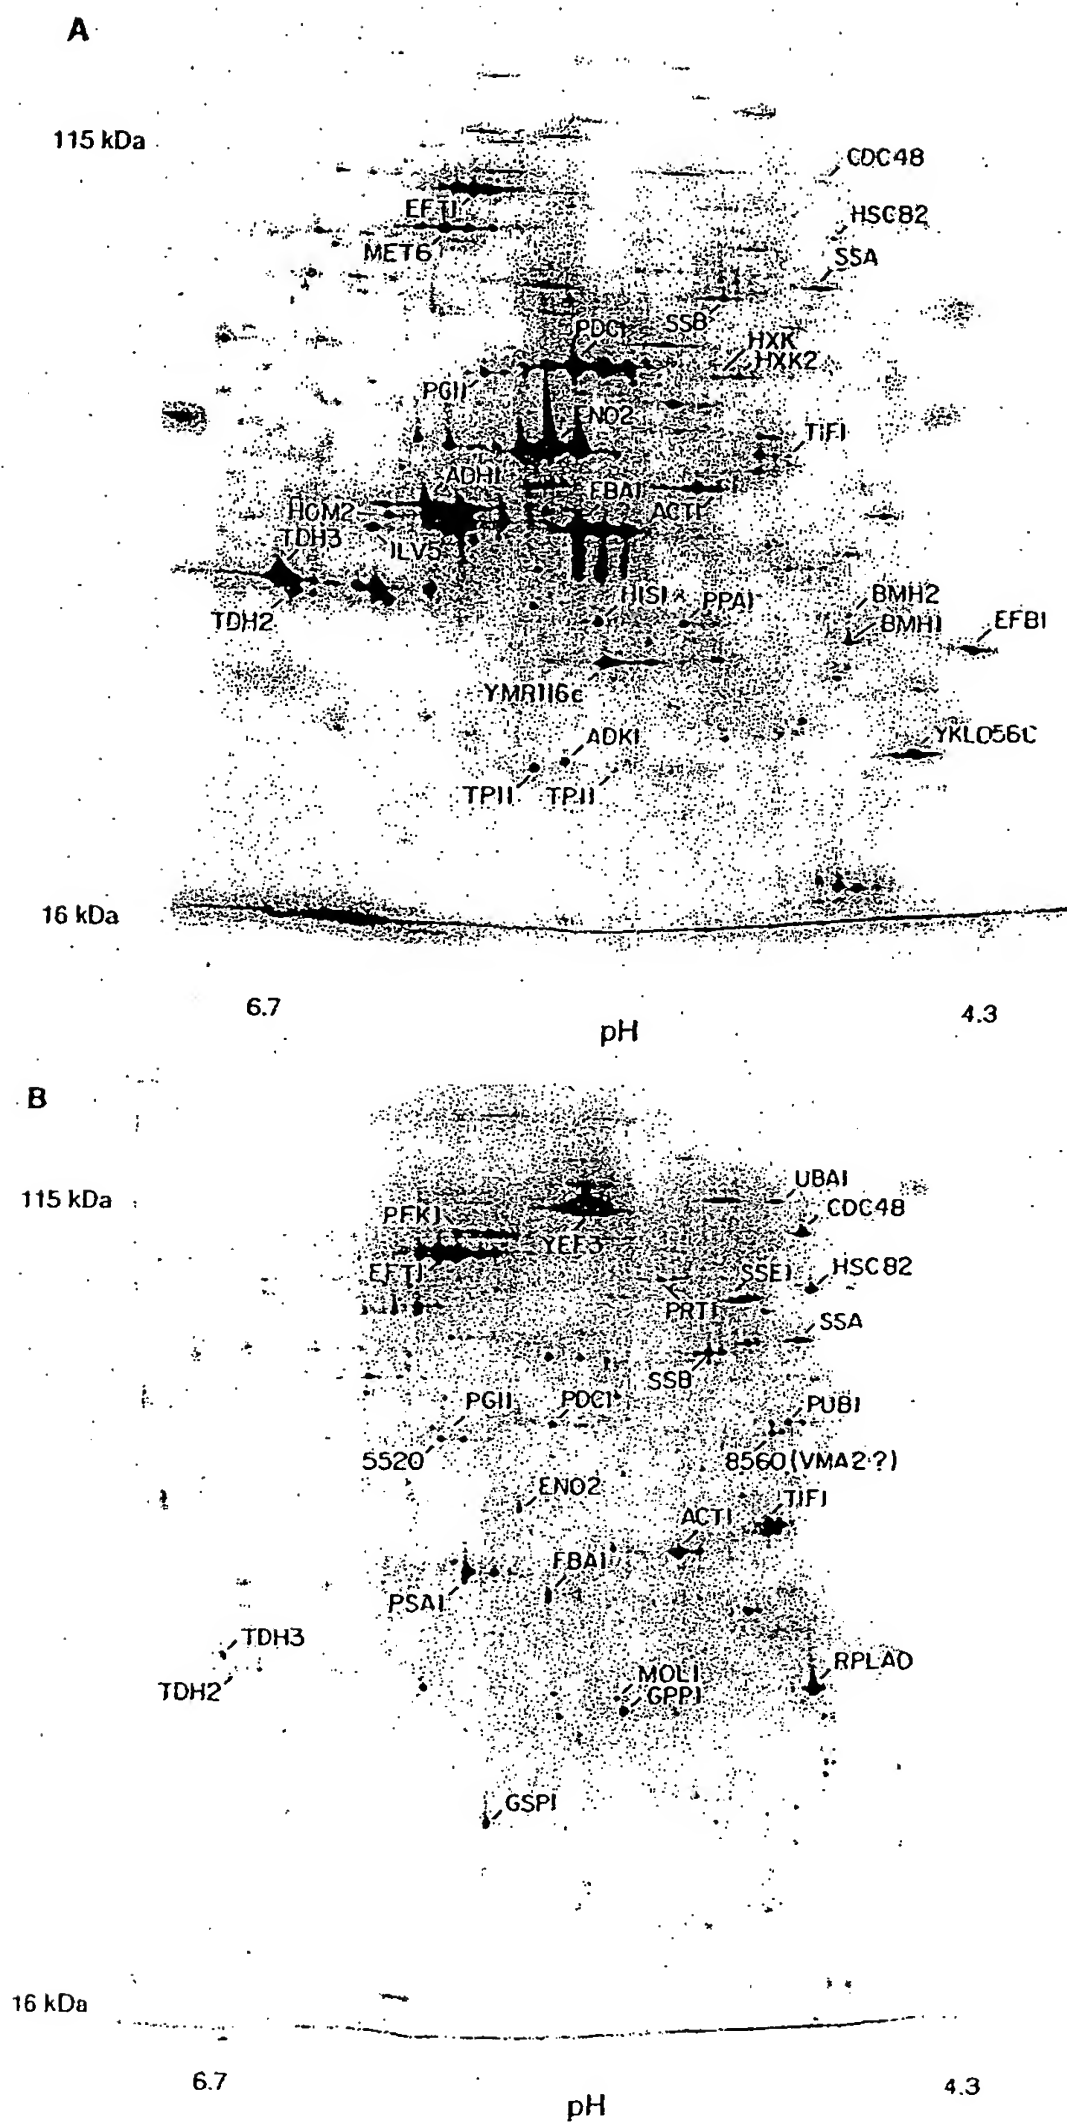 A
115 kDa
CDC48
EFT1
HSC82
MET6
SSA
SSB
PDC1
HXK
HXK2
PGI1
ENO2
TIF1
ADH1
FBA1
HOM2
ACT1
TDH3
ILV5
HIS1
PPA1
BMH2
TDH2
BMH1
EFB1
YMR116c
ADK1
YKL056C
TPI1
TPI1
16 kDa
6.7
pH
4.3
B
115 kDa
UBA1
PFK1
CDC48
YEF3
EFT1
SSE1
HSC82
PRT1
SSA
SSB
PGI1
PDC1
PUB1
5520
8560 (VMA2?)
ENO2
TIF1
ACT1
FBA1
PSA1
TDH3
RPLA0
MOL1
TDH2
GPP1
GSP1
16 kDa
6.7
pH
4.3